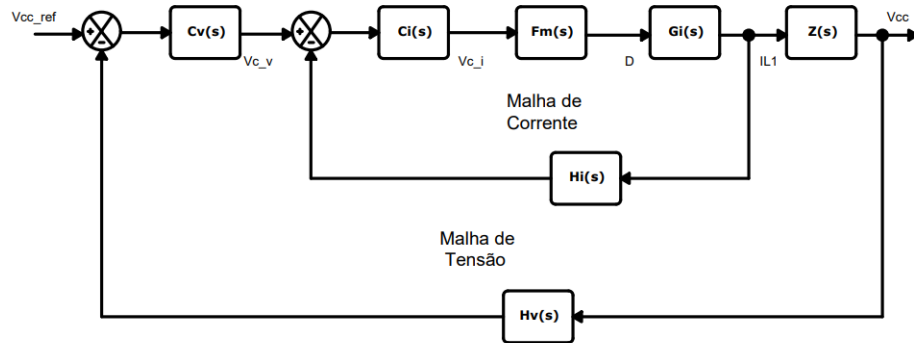 Vcc_ref
+
-
Cv(s)
Vc_v
+
-
Ci(s)
Vc_i
Fm(s)
D
Gi(s)
IL1
Z(s)
Vcc
Malha de
Corrente
Hi(s)
Malha de
Tensão
Hv(s)